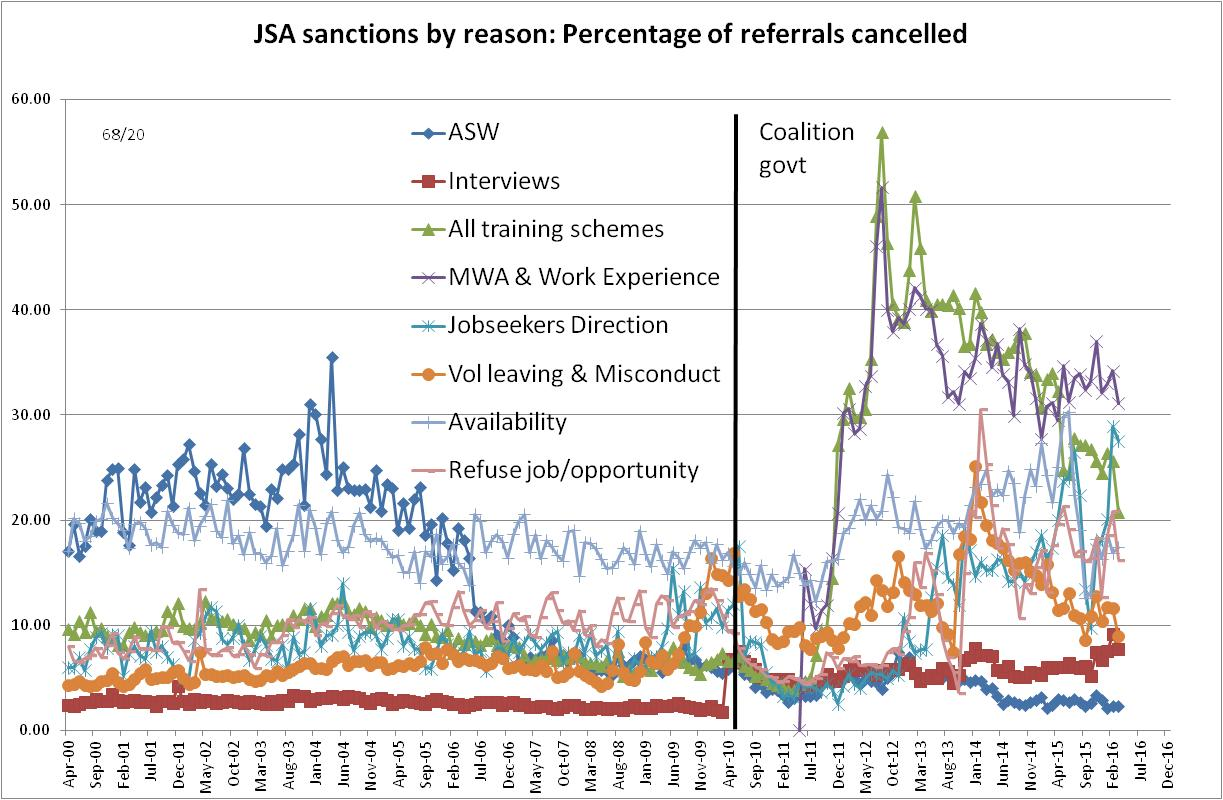 JSA sanctions by reason: Percentage of referrals cancelled
60.00
50.00
40.00
30.00
20.00
10.00
0.00
68/20
ASW
Interviews
All training schemes
MWA & Work Experience
Jobseekers Direction
Vol leaving & Misconduct
Availability
Refuse job/opportunity
Coalition
govt
Apr-00
Sep-00
Feb-01
Jul-01
Dec-01
May-02
Oct-02
Mar-03
Aug-03
Jan-04
Jun-04
Nov-04
Apr-05
Sep-05
Feb-06
Jul-06
Dec-06
May-07
Oct-07
Mar-08
Aug-08
Jan-09
Jun-09
Nov-09
Apr-10
Sep-10
Feb-11
Jul-11
Dec-11
May-12
Oct-12
Mar-13
Aug-13
Jan-14
Jun-14
Nov-14
Apr-15
Sep-15
Feb-16
Jul-16
Dec-16